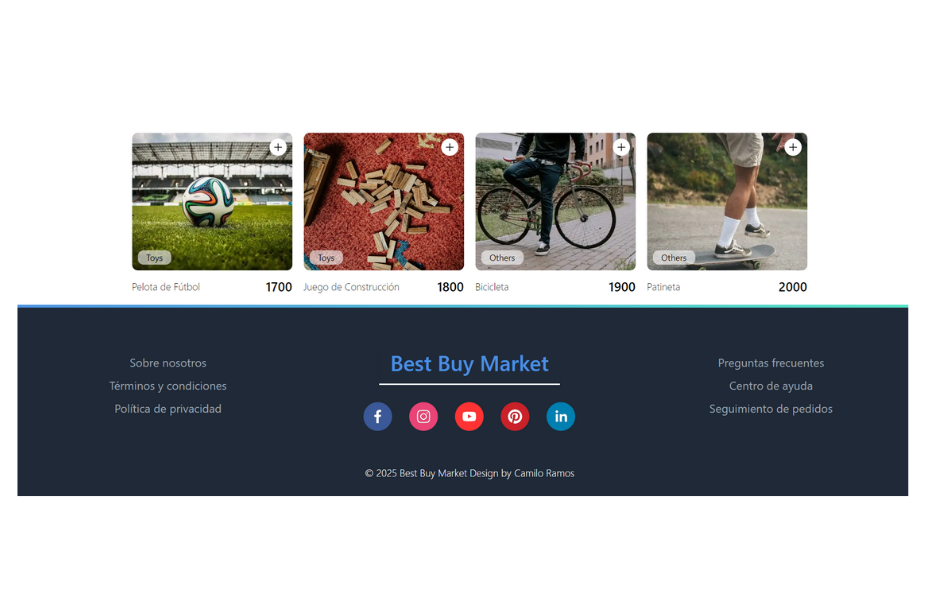 Toys
Toys
Others
Others
Pelota de Fútbol 1700
Juego de Construcción 1800
Bicicleta 1900
Patineta 2000
Sobre nosotros
Términos y condiciones
Política de privacidad
Best Buy Market
© 2025 Best Buy Market Design by Camilo Ramos
Preguntas frecuentes
Centro de ayuda
Seguimiento de pedidos